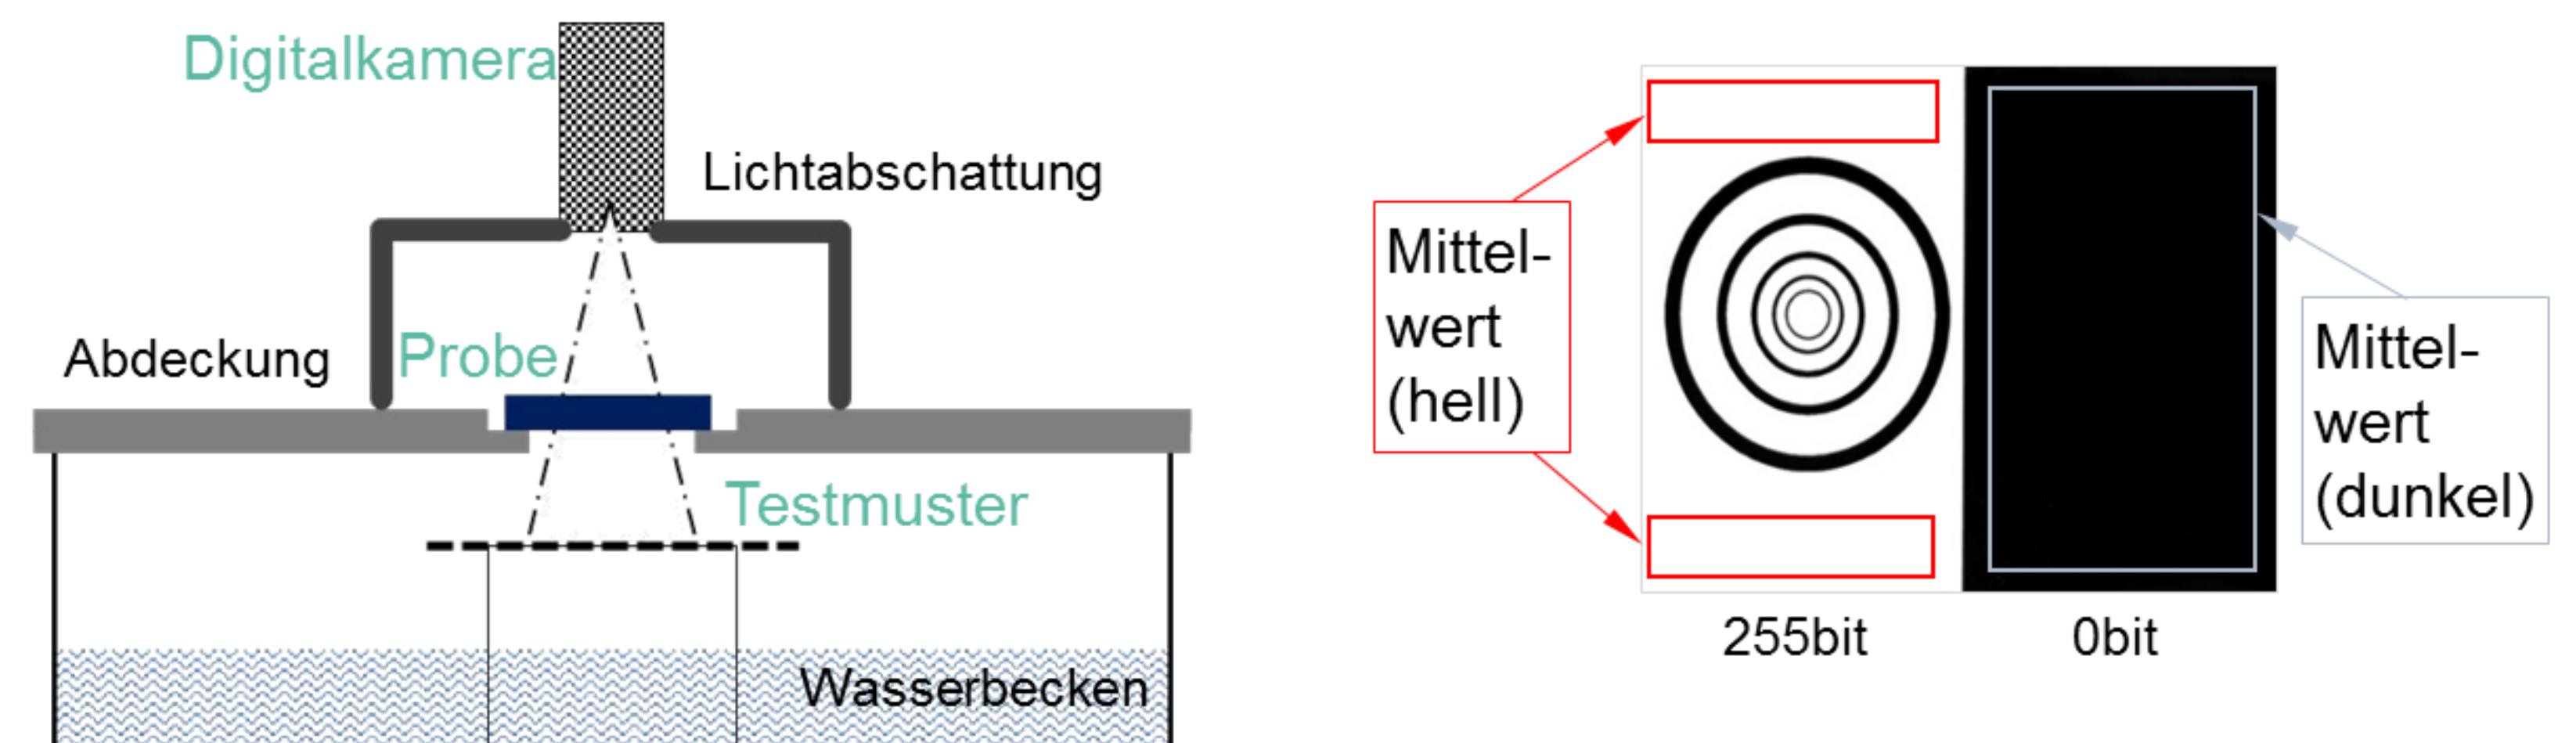 Digitalkamera
Lichtabschattung
Abdeckung
Probe
Testmuster
Wasserbecken
Mittel-
wert
(hell)
255bit
0bit
Mittel-
wert
(dunkel)